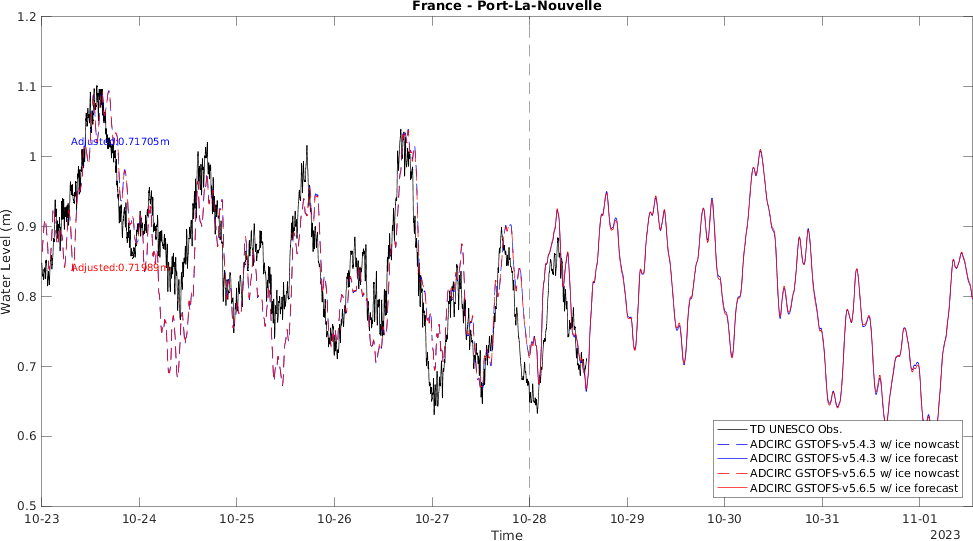 France - Port-La-Nouvelle
1.2
1.1
1
0.9
0.8
0.7
0.6
0.5
Water Level (m)
Adjusted:0.71705m
Adjusted:0.71989m
TD UNESCO Obs.
ADCIRC GSTOFS-v5.4.3 w/ ice nowcast
ADCIRC GSTOFS-v5.4.3 w/ ice forecast
ADCIRC GSTOFS-v5.6.5 w/ ice nowcast
ADCIRC GSTOFS-v5.6.5 w/ ice forecast
10-23 10-24 10-25 10-26 10-27 10-28 10-29 10-30 10-31 11-01
Time
2023